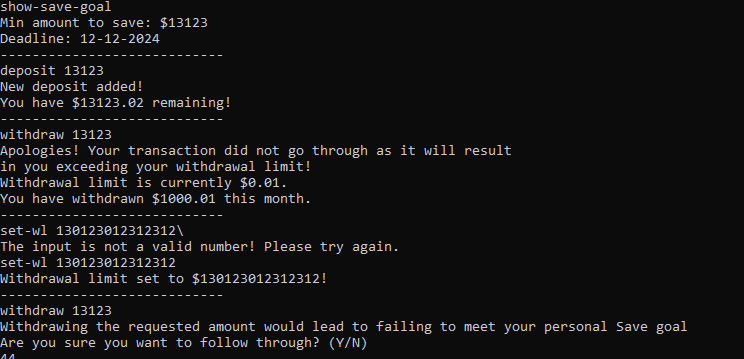 show-save-goal
Min amount to save: $13123
Deadline: 12-12-2024
----------------------------
deposit 13123
New deposit added!
You have $13123.02 remaining!
----------------------------
withdraw 13123
Apologies! Your transaction did not go through as it will result
in you exceeding your withdrawal limit!
Withdrawal limit is currently $0.01.
You have withdrawn $1000.01 this month.
----------------------------
set-wl 130123012312312\
The input is not a valid number! Please try again.
set-wl 130123012312312
Withdrawal limit set to $130123012312312!
----------------------------
withdraw 13123
Withdrawing the requested amount would lead to failing to meet your personal Save goal
Are you sure you want to follow through? (Y/N)